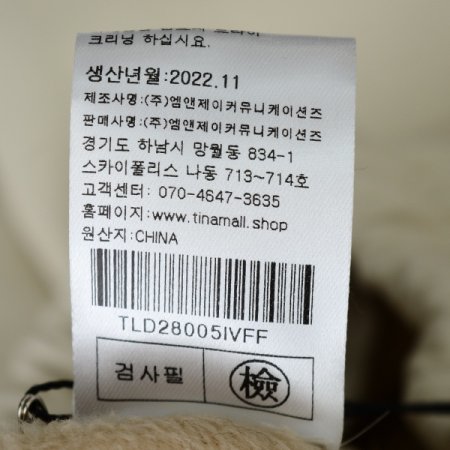 크리닝 하십시요.
생산년월:2022.11
제조사명:(주)엠앤제이커뮤니케이션즈
판매사명:(주)엠앤제이커뮤니케이션즈
경기도 하남시 망월동 834-1
스카이폴리스 나동 713~714호
고객센터: 070-4647-3635
홈페이지:www.tinamall.shop
원산지:CHINA
TLD28005IVFF
검사필 檢